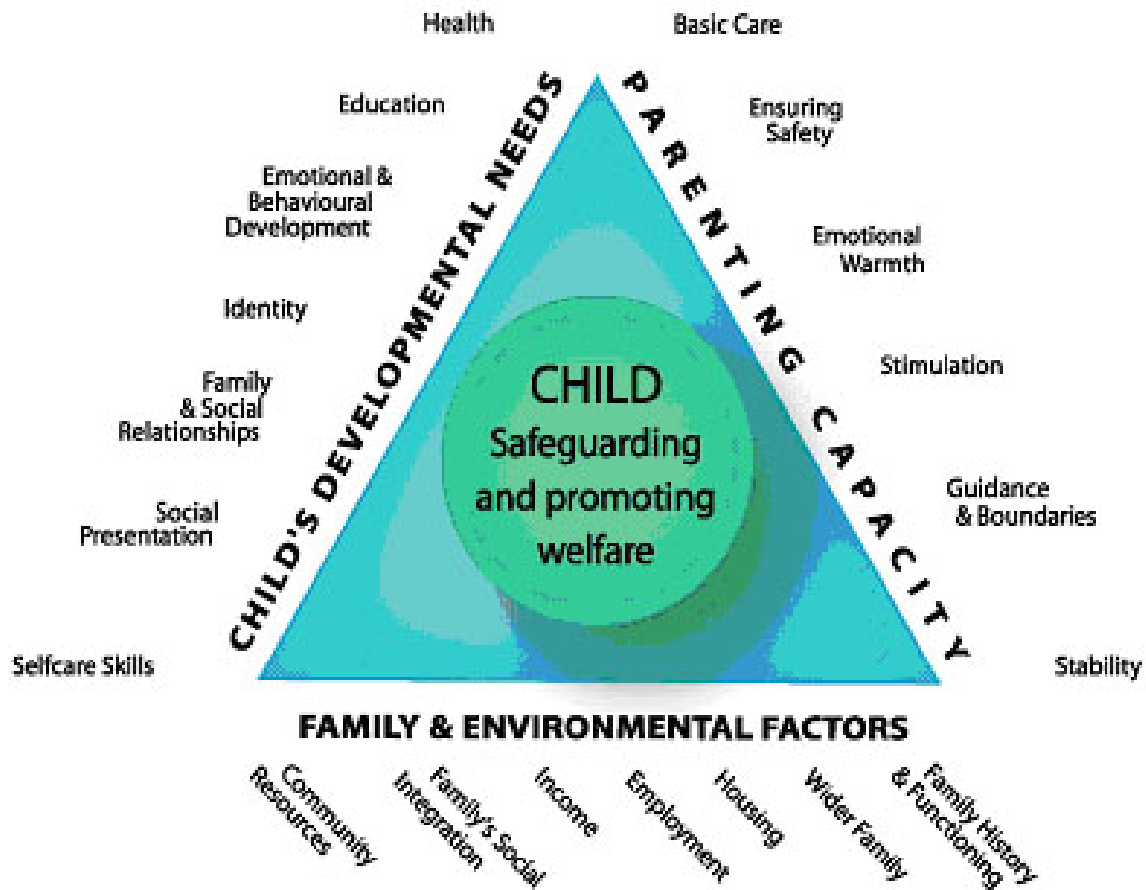 Health
Education
Emotional &
Behavioural
Development
Identity
Family
& Social
Relationships
Social
Presentation
Selfcare Skills
CHILD'S DEVELOPMENTAL NEEDS
Basic Care
Ensuring
Safety
Emotional
Warmth
Stimulation
Guidance
& Boundaries
Stability
PARENTING CAPACITY
CHILD
Safeguarding
and promoting
welfare
FAMILY & ENVIRONMENTAL FACTORS
Community
Resources
Family's Social
Integration
Income
Employment
Housing
Wider Family
Family History
& Functioning